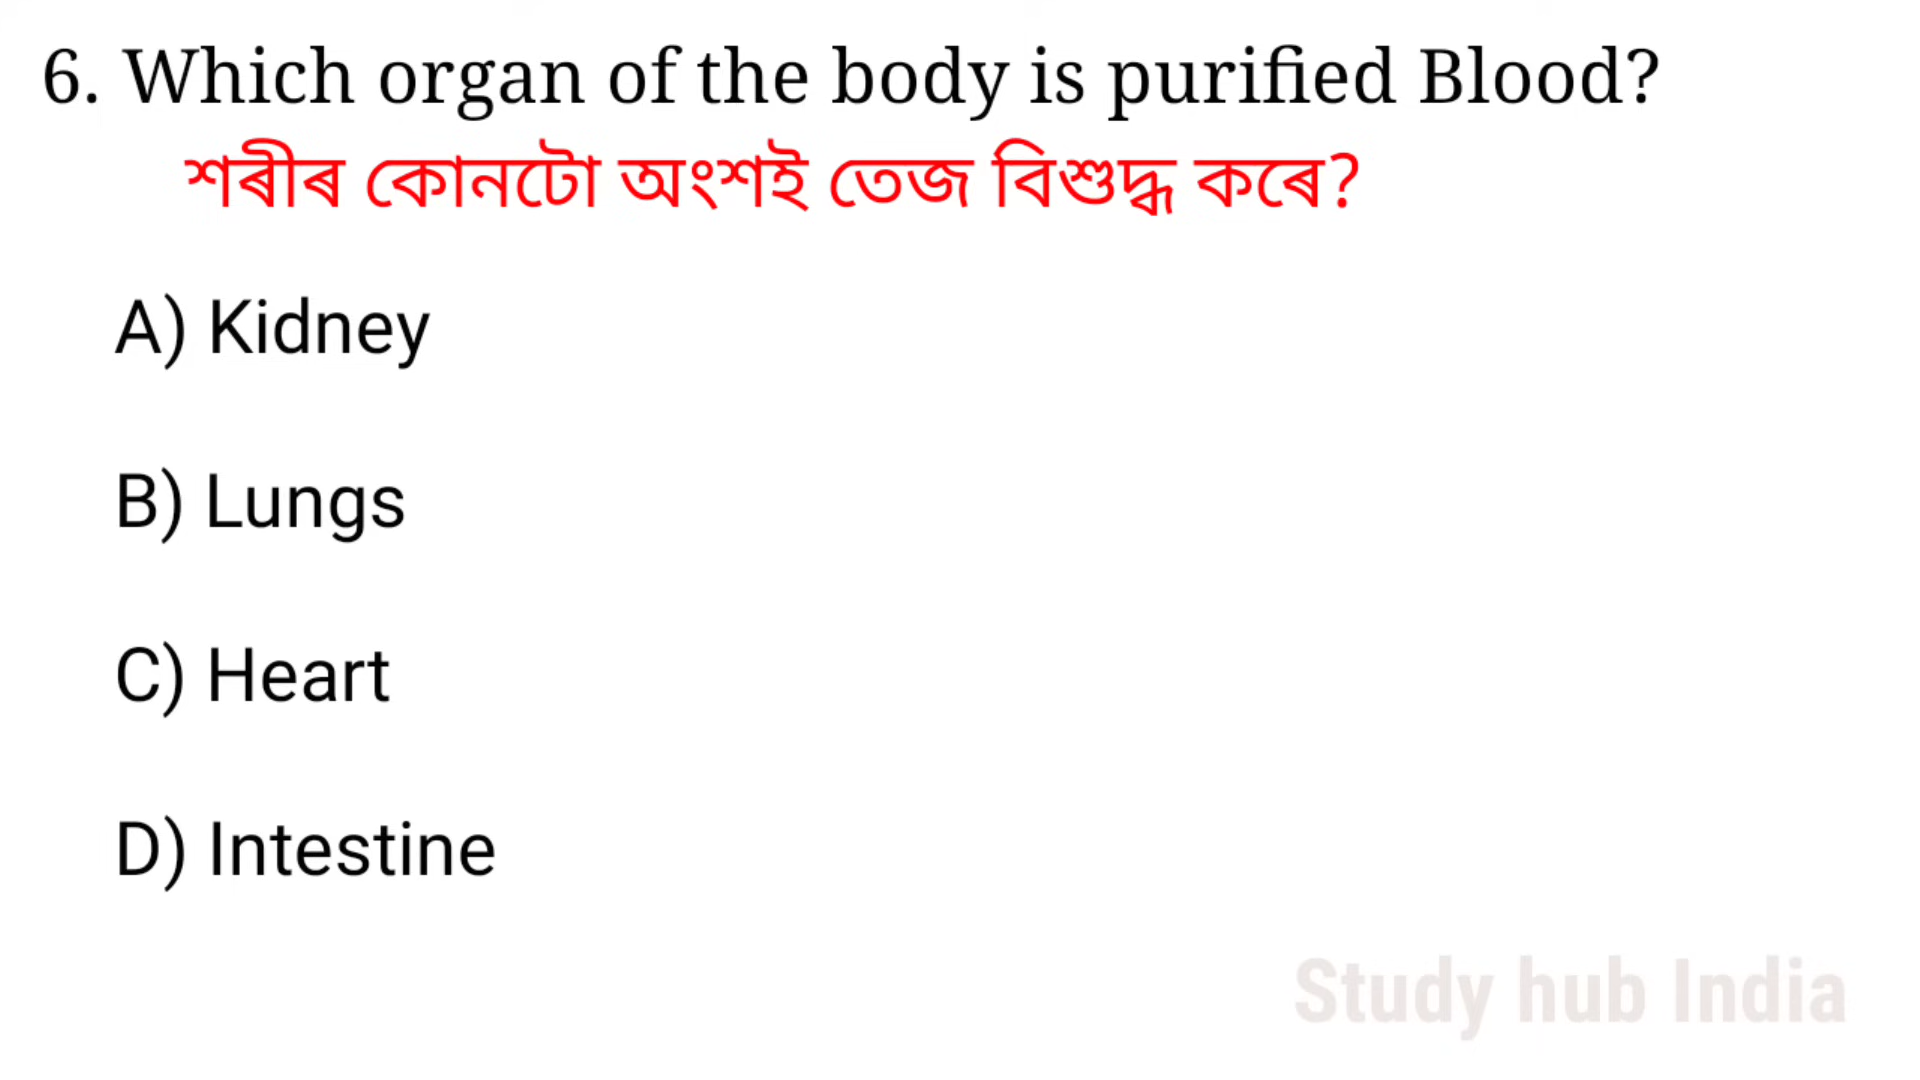 6. Which organ of the body is purified Blood?
শৰীৰ কোনটো অংশই তেজ বিশুদ্ধ কৰে?
A) Kidney
B) Lungs
C) Heart
D) Intestine
Study hub India